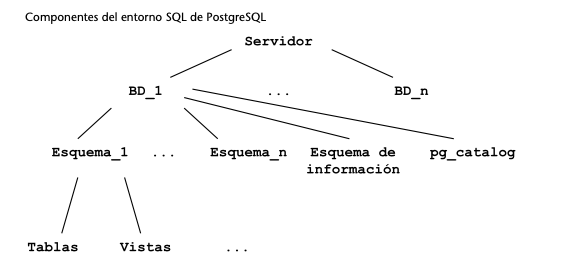 Componentes del entorno SQL de PostgreSQL
Servidor
BD_1 ... BD_n
Esquema_1 ... Esquema_n Esquema de información pg_catalog
Tablas Vistas ...